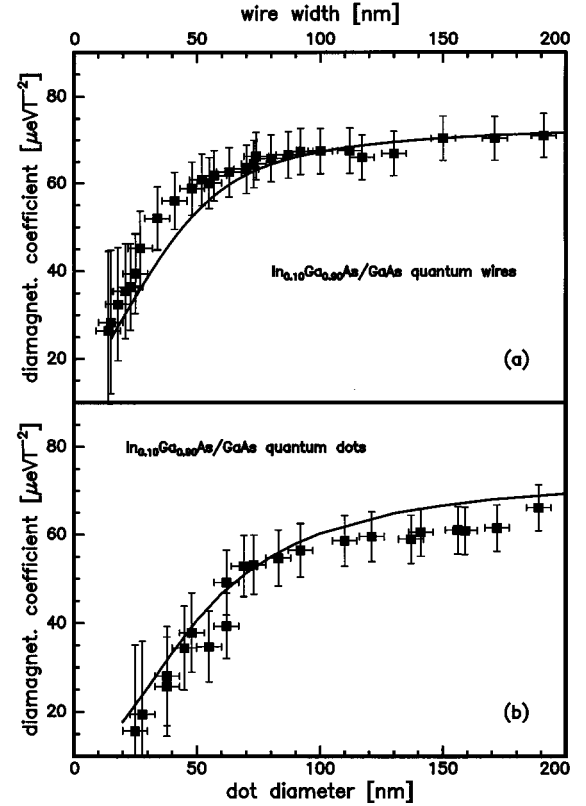 wire width [nm]
0 50 100 150 200
80
60
40
20
diamagnet. coefficient [μeVT⁻²]
In₀.₁₀Ga₀.₉₀As/GaAs quantum wires
(a)
In₀.₁₀Ga₀.₉₀As/GaAs quantum dots
80
60
40
20
diamagnet. coefficient [μeVT⁻²]
(b)
0 50 100 150 200
dot diameter [nm]